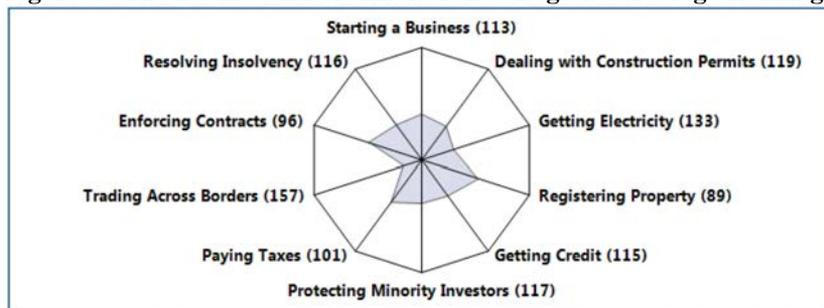 Starting a Business (113)
Resolving Insolvency (116)
Dealing with Construction Permits (119)
Enforcing Contracts (96)
Getting Electricity (133)
Trading Across Borders (157)
Registering Property (89)
Paying Taxes (101)
Getting Credit (115)
Protecting Minority Investors (117)